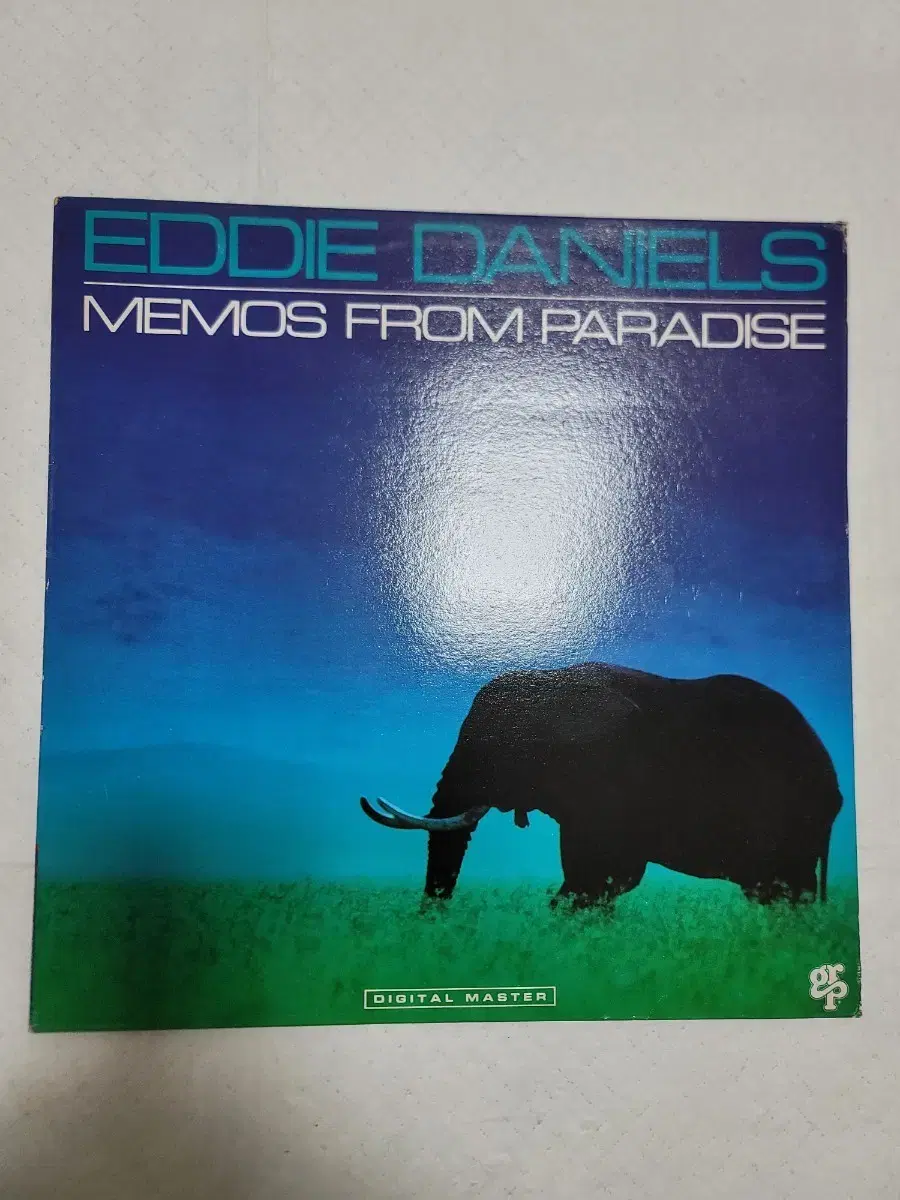 EDDIE DANIELS
MEMOS FROM PARADISE
DIGITAL MASTER
grp